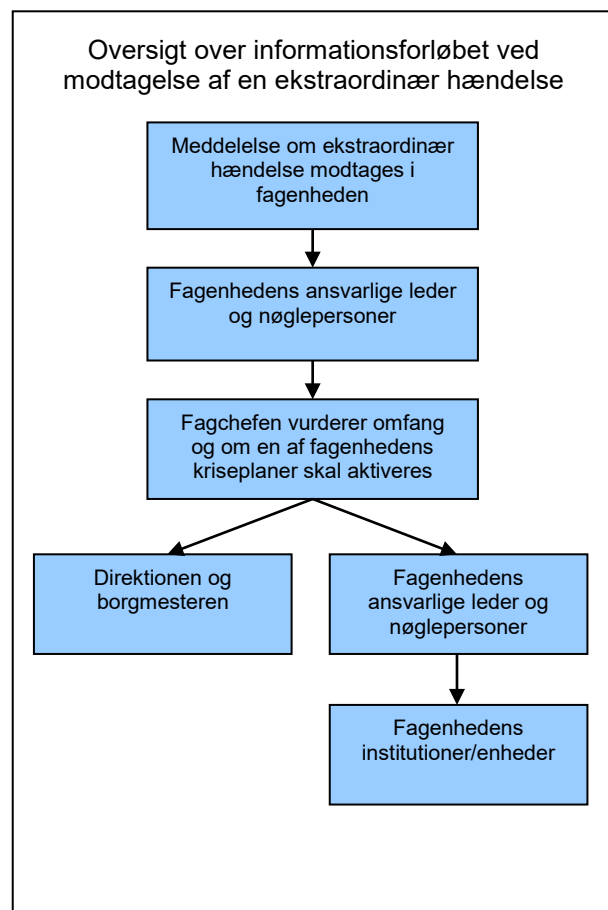 Oversigt over informationsforløbet ved
modtagelse af en ekstraordinær hændelse
Meddelelse om ekstraordinær
hændelse modtages i
fagenheden
Fagenhedens ansvarlige leder
og nøglepersoner
Fagchefen vurderer omfang
og om en af fagenhedens
kriseplaner skal aktiveres
Direktionen og
borgmesteren
Fagenhedens
ansvarlige leder og
nøglepersoner
Fagenhedens
institutioner/enheder